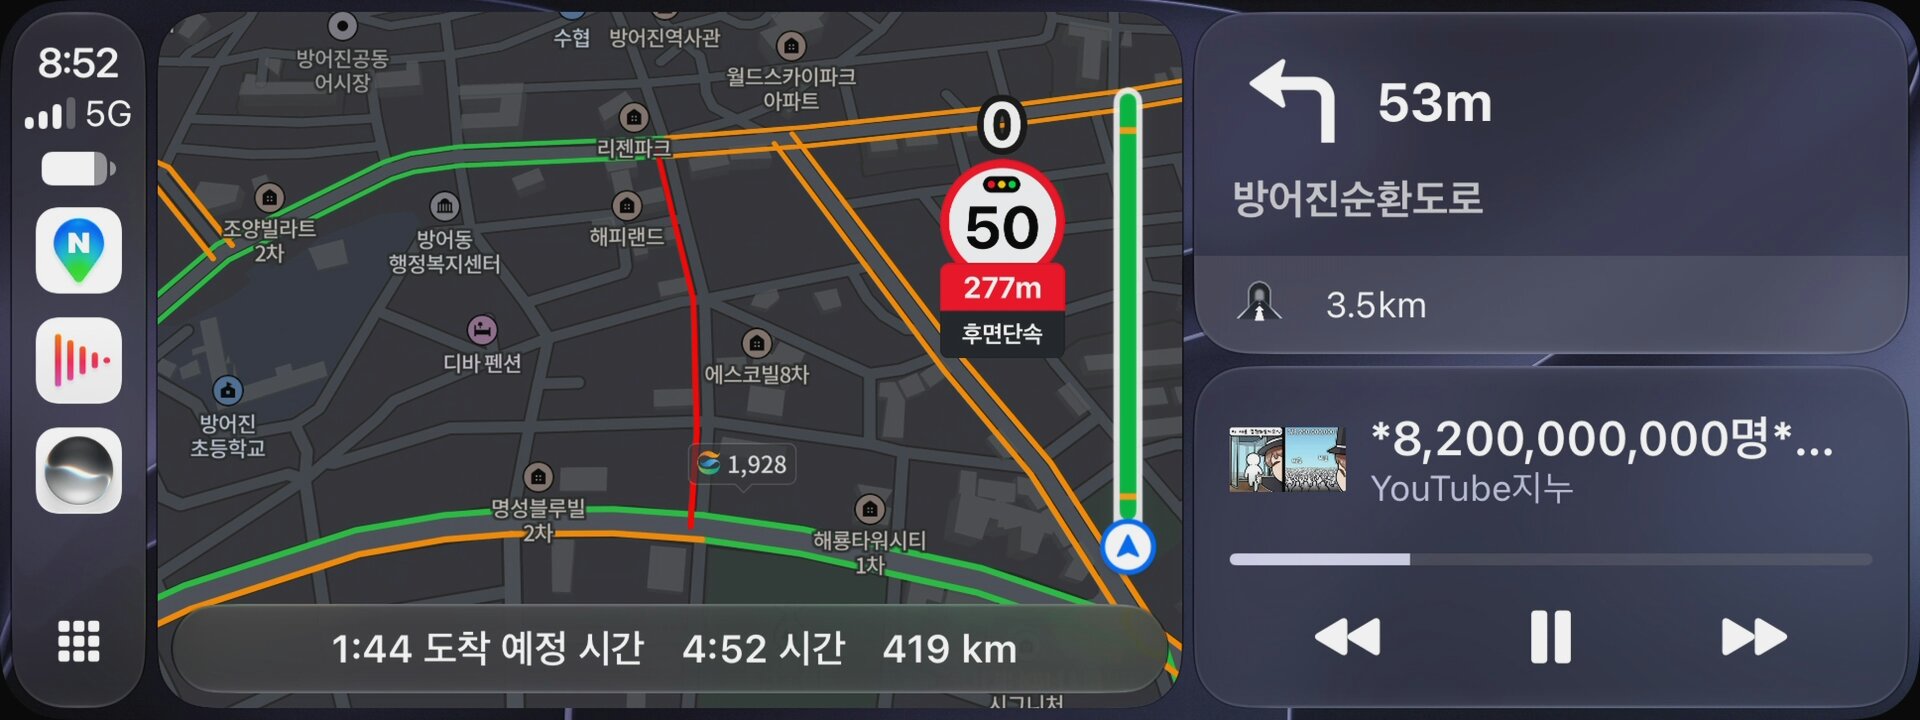 8:52
5G
N
방어진공동
어시장
수협
방어진역사관
월드스카이파크
아파트
리젠파크
조양빌라트
2차
방어동
행정복지센터
해피랜드
디바 펜션
에스코빌8차
방어진
초등학교
1,928
명성블루빌
2차
해룡타워시티
1차
시그니처
0
50
277m
후면단속
1:44 도착 예정 시간 4:52 시간 419 km
53m
방어진순환도로
3.5km
*8,200,000,000명*...
YouTube지누